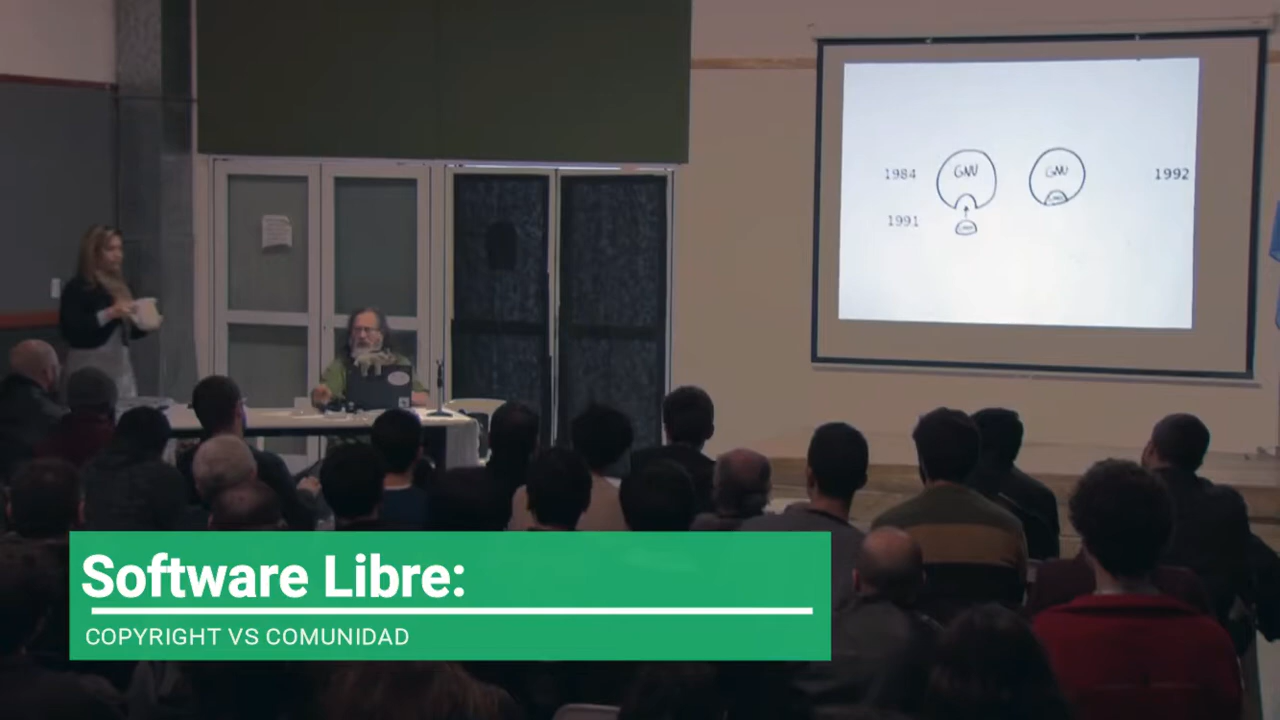 1984
GNU
GNU
1992
1991
Software Libre:
COPYRIGHT VS COMUNIDAD